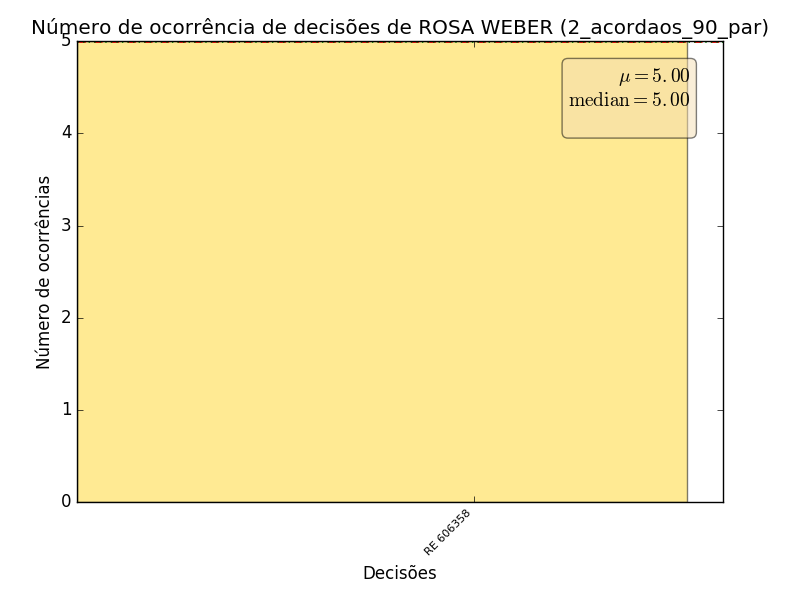 Número de ocorrência de decisões de ROSA WEBER (2_acordaos_90_par)
μ = 5.00
median = 5.00
5
4
3
2
1
0
Número de ocorrências
RE 606358
Decisões